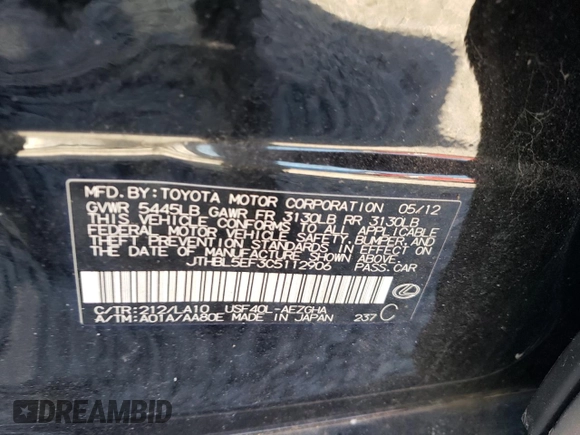 MFD. BY: TOYOTA MOTOR CORPORATION 05/12
GVWR 5445LB GAWR FR 3130LB RR 3130LB
THIS VEHICLE CONFORMS TO ALL APPLICABLE
FEDERAL MOTOR VEHICLE SAFETY, BUMPER, AND
THEFT PREVENTION STANDARDS IN EFFECT ON
THE DATE OF MANUFACTURE SHOWN ABOVE.
JTHBL5EF3C5112906 PASS.CAR
C/TR:212/LA10 USF40L-AEZGHA
A/TM:A01A/AA80E MADE IN JAPAN 237 C
DREAMBID